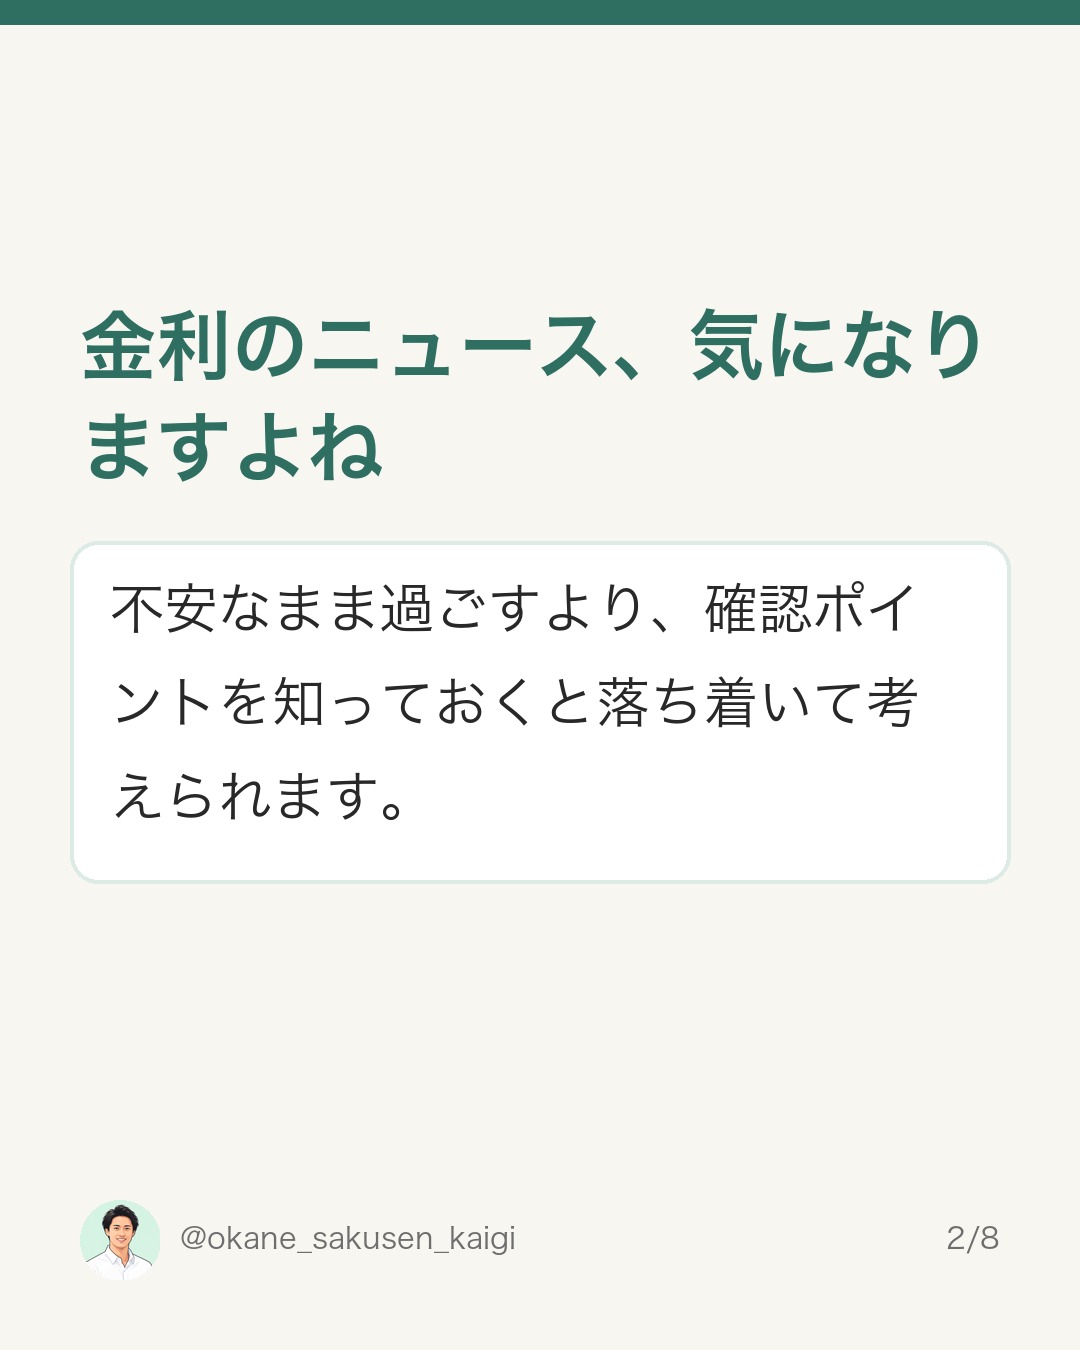 金利のニュース、気になり
ますよね
不安なまま過ごすより、確認ポイ
ントを知っておくと落ち着いて考
えられます。
@okane_sakusen_kaigi
2/8